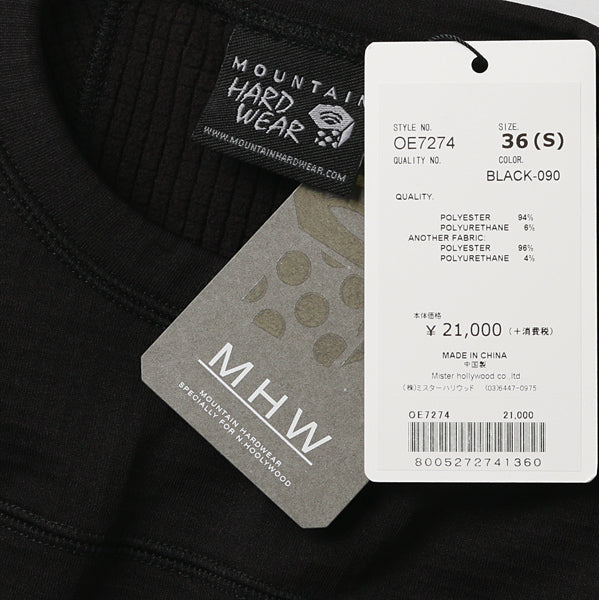 MOUNTAIN
HARD
WEAR
WWW.MOUNTAINHARDWEAR.COM
MHW
MOUNTAIN HARDWEAR
SPECIALLY FOR N.HOOLYWOOD
STYLE NO. SIZE.
OE7274 36 (S)
QUALITY NO. COLOR.
BLACK-090
QUALITY.
POLYESTER 94%
POLYURETHANE 6%
ANOTHER FABRIC:
POLYESTER 96%
POLYURETHANE 4%
本体価格
¥ 21,000 (+消費税)
MADE IN CHINA
中国製
Mister hollywood co.,ltd
(株)ミスターハリウッド (03)6447-0975
OE7274 21,000
8005272741360